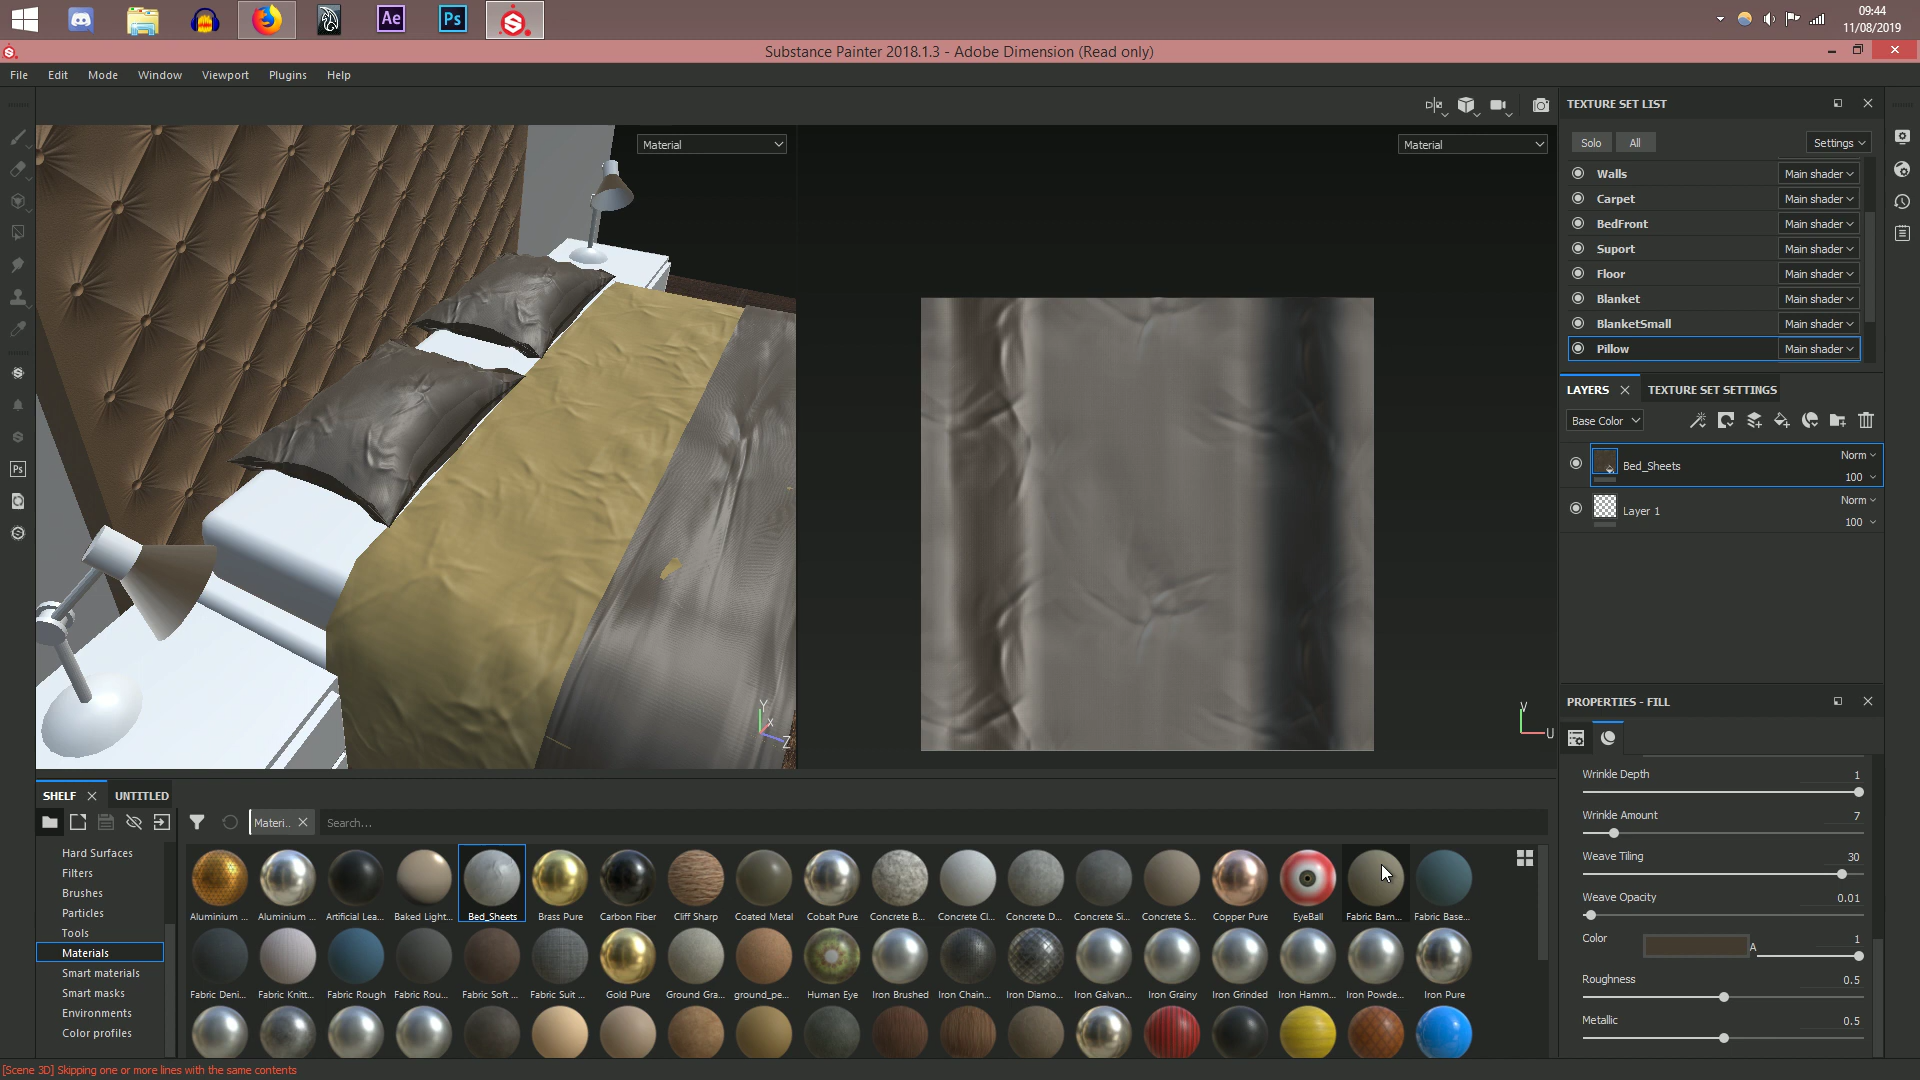 Ae
Ps
09:44
11/08/2019
Substance Painter 2018.1.3 - Adobe Dimension (Read only)
File Edit Mode Window Viewport Plugins Help
Material
Material
Y
X
Z
V
U
TEXTURE SET LIST
Solo All Settings
Walls Main shader
Carpet Main shader
BedFront Main shader
Suport Main shader
Floor Main shader
Blanket Main shader
BlanketSmall Main shader
Pillow Main shader
LAYERS TEXTURE SET SETTINGS
Base Color
Bed_Sheets Norm
100
Layer 1 Norm
100
PROPERTIES - FILL
Wrinkle Depth 1
Wrinkle Amount 7
Weave Tiling 30
Weave Opacity 0.01
Color A 1
Roughness 0.5
Metallic 0.5
Ps
SHELF UNTITLED
Materi.. Search...
Hard Surfaces
Filters
Brushes
Particles
Tools
Materials
Smart materials
Smart masks
Environments
Color profiles
Aluminium ... Aluminium ... Artificial Lea... Baked Light... Bed_Sheets Brass Pure Carbon Fiber Cliff Sharp Coated Metal Cobalt Pure Concrete B... Concrete Cl... Concrete D... Concrete Si... Concrete S... Copper Pure EyeBall Fabric Bam... Fabric Base...
Fabric Deni... Fabric Knitt... Fabric Rough Fabric Rou... Fabric Soft ... Fabric Suit ... Gold Pure Ground Gra... ground_pe... Human Eye Iron Brushed Iron Chain... Iron Diamo... Iron Galvan... Iron Grainy Iron Grinded Iron Hamm... Iron Powde... Iron Pure
[Scene 3D] Skipping one or more lines with the same contents